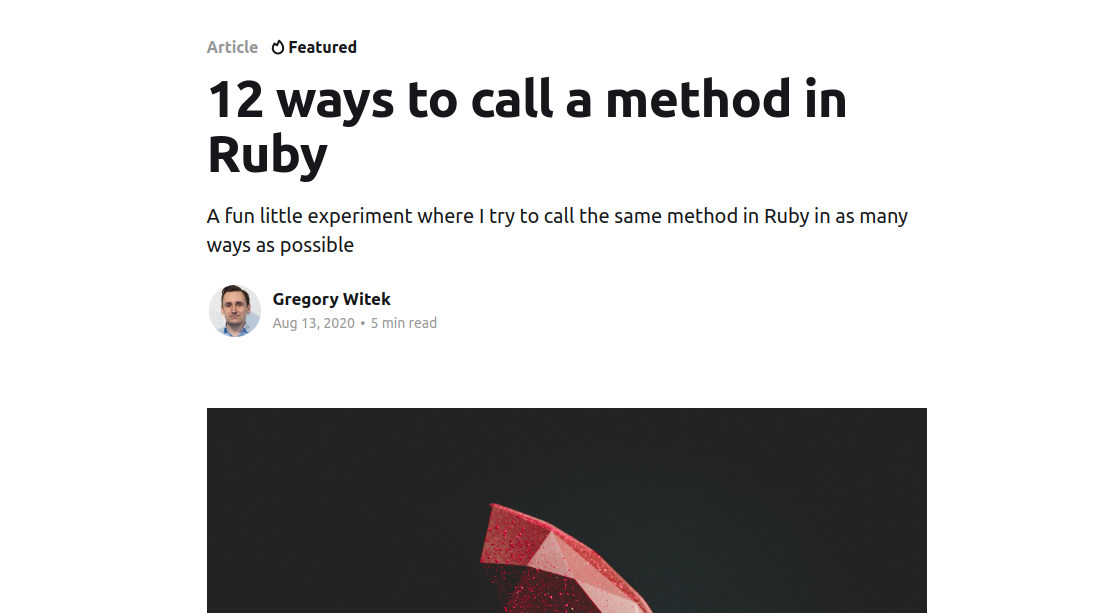 Article Featured
12 ways to call a method in
Ruby
A fun little experiment where I try to call the same method in Ruby in as many
ways as possible
Gregory Witek
Aug 13, 2020 • 5 min read